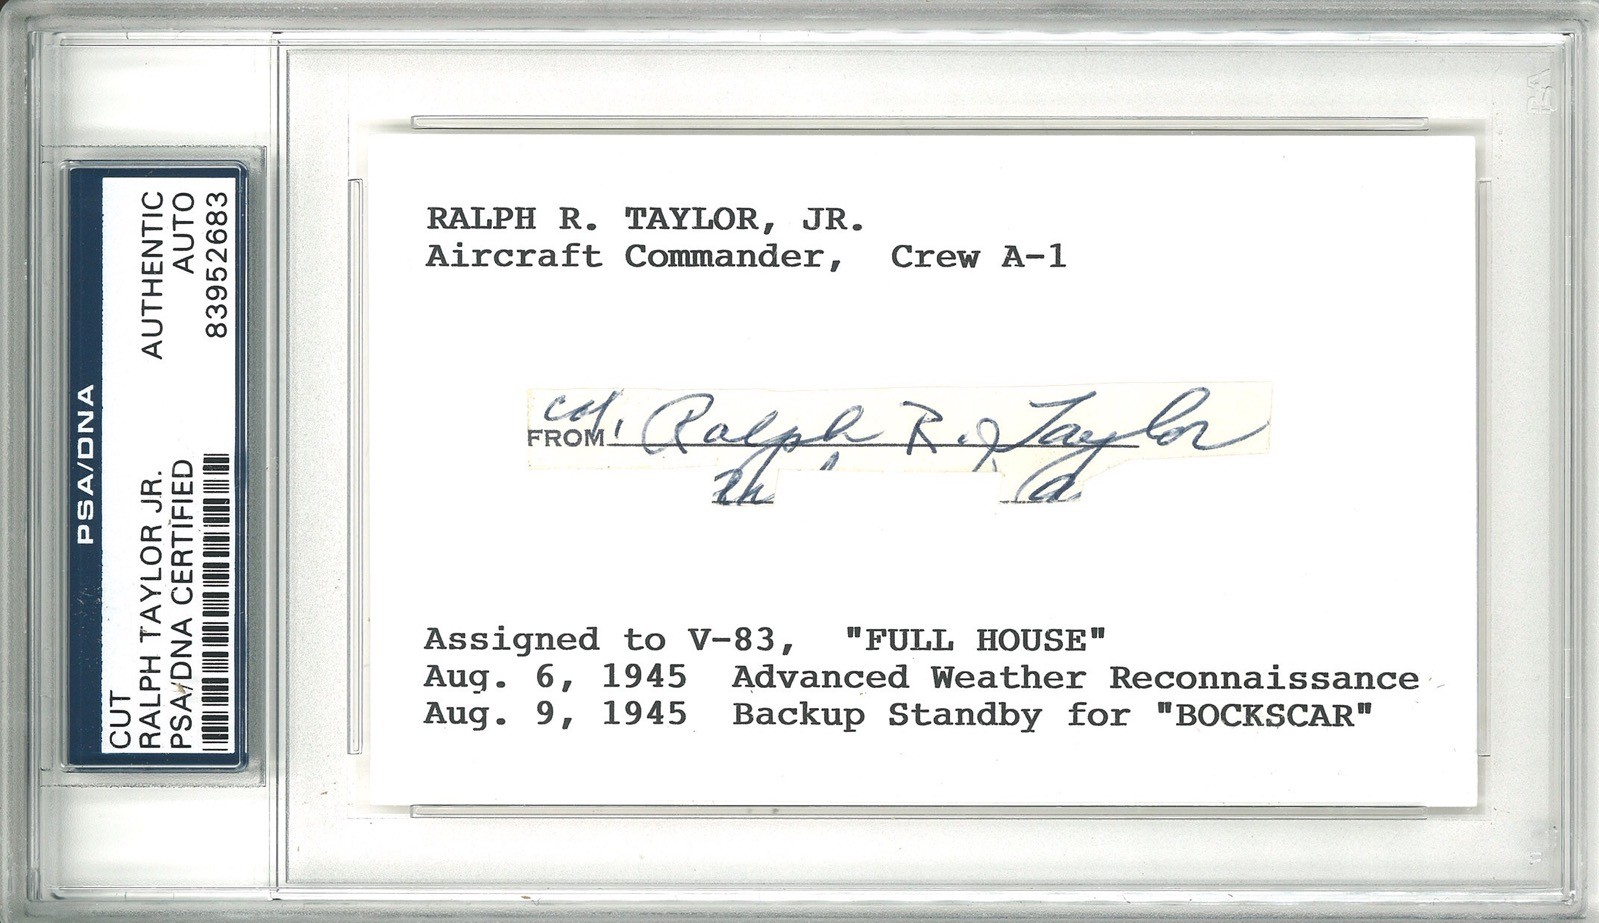 PSA/DNA
CUT
RALPH TAYLOR JR. AUTHENTIC
PSA/DNA CERTIFIED AUTO
83952683
RALPH R. TAYLOR, JR.
Aircraft Commander, Crew A-1
Col. Ralph R. Taylor
FROM
Assigned to V-83, "FULL HOUSE"
Aug. 6, 1945 Advanced Weather Reconnaissance
Aug. 9, 1945 Backup Standby for "BOCKSCAR"